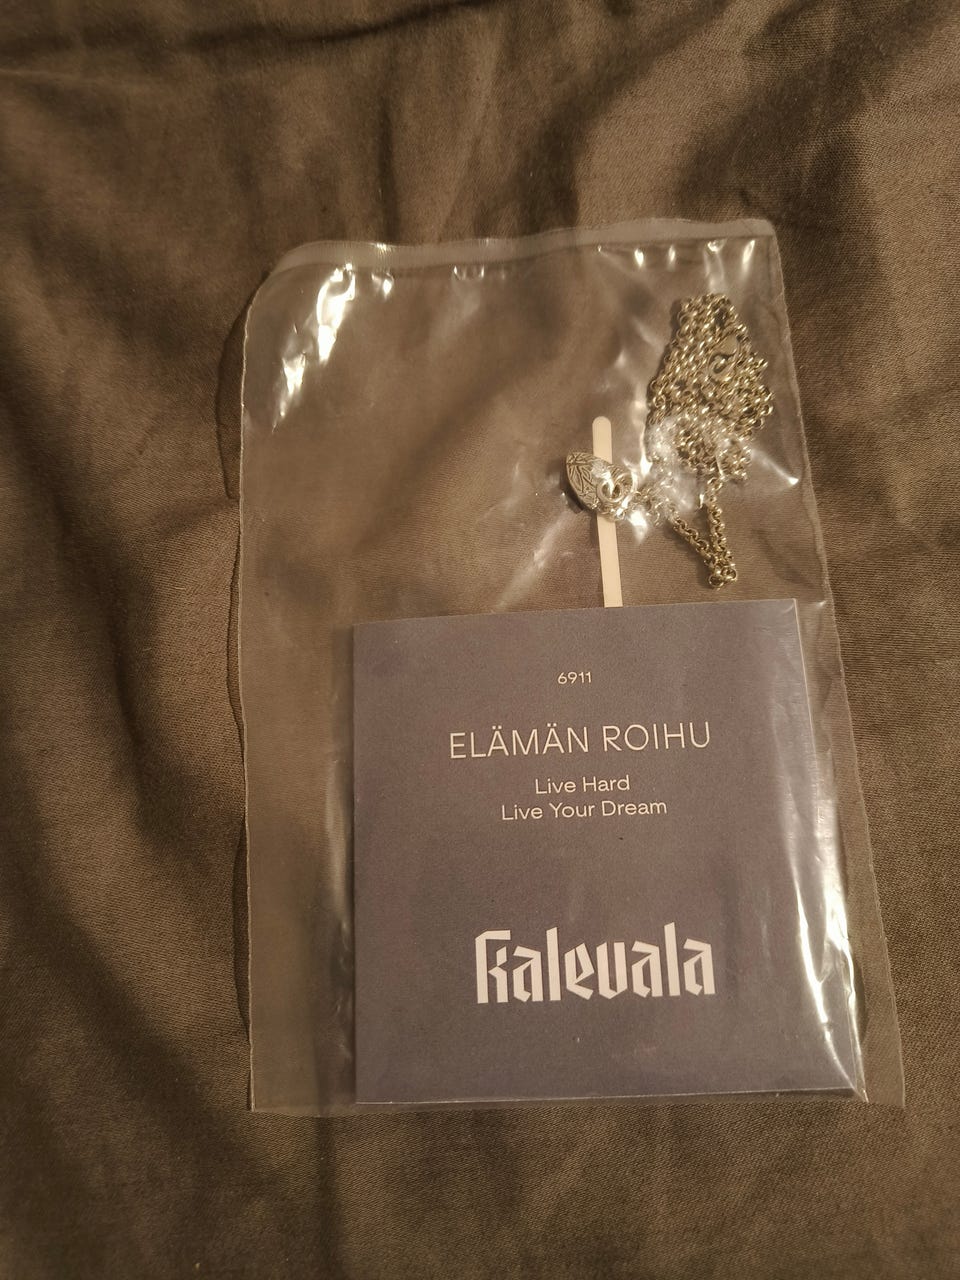 6911
ELÄMÄN ROIHU
Live Hard
Live Your Dream
Kalevala